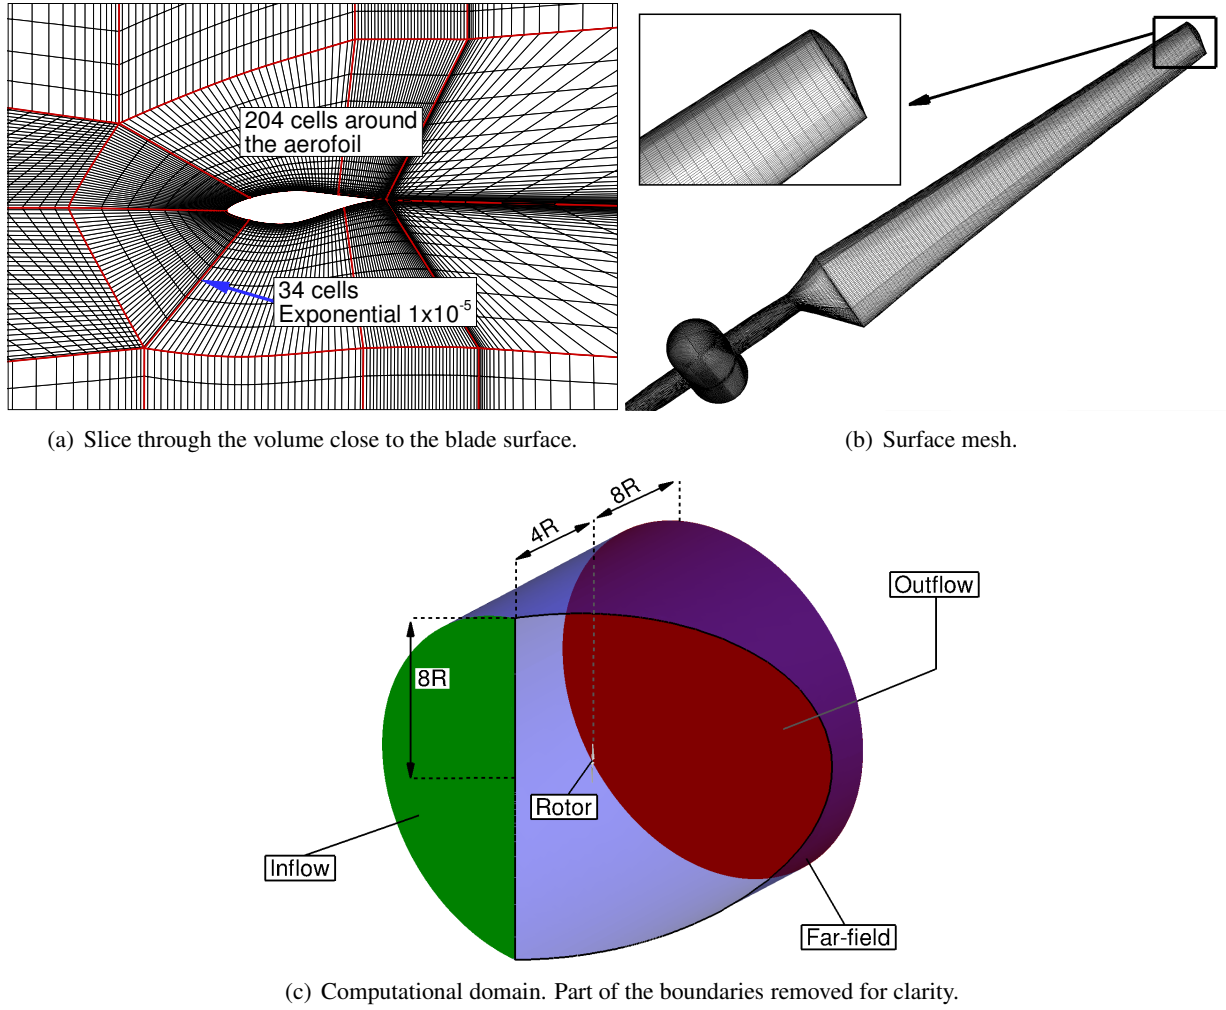 204 cells around
the aerofoil
34 cells
Exponential 1x10⁻⁵
(a) Slice through the volume close to the blade surface.
(b) Surface mesh.
8R
4R
8R
Outflow
Rotor
Inflow
Far-field
(c) Computational domain. Part of the boundaries removed for clarity.